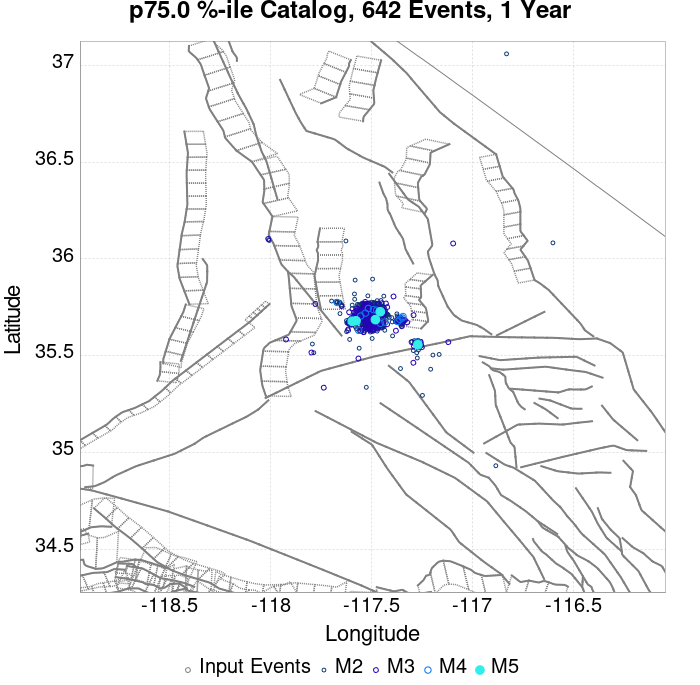 p75.0 %-ile Catalog, 642 Events, 1 Year
37
36.5
36
35.5
35
34.5
Latitude
-118.5 -118 -117.5 -117 -116.5
Longitude
Input Events M2 M3 M4 M5